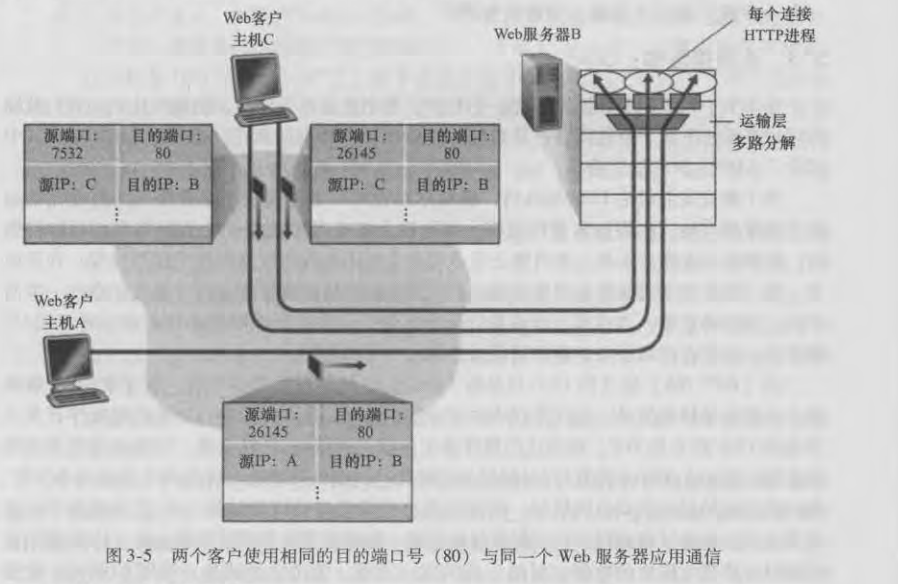 Web客户
主机C
Web服务器B
每个连接
HTTP进程
运输层
多路分解
源端口：
7532
目的端口：
80
源IP：C
目的IP：B
⋮
源端口：
26145
目的端口：
80
源IP：C
目的IP：B
⋮
Web客户
主机A
源端口：
26145
目的端口：
80
源IP：A
目的IP：B
⋮
图3-5 两个客户使用相同的目的端口号（80）与同一个Web服务器应用通信